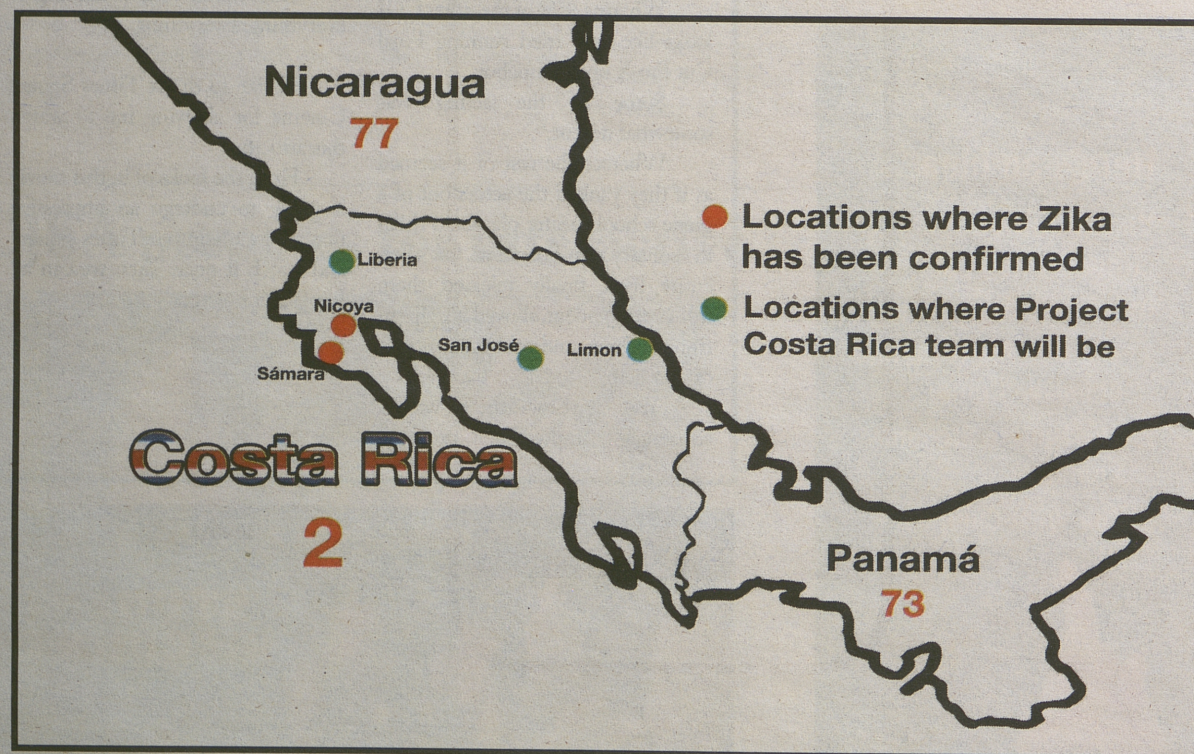 Nicaragua
77
Locations where Zika
has been confirmed
Locations where Project
Costa Rica team will be
Liberia
Nicoya
San José
Limon
Sámara
Costa Rica
2
Panamá
73